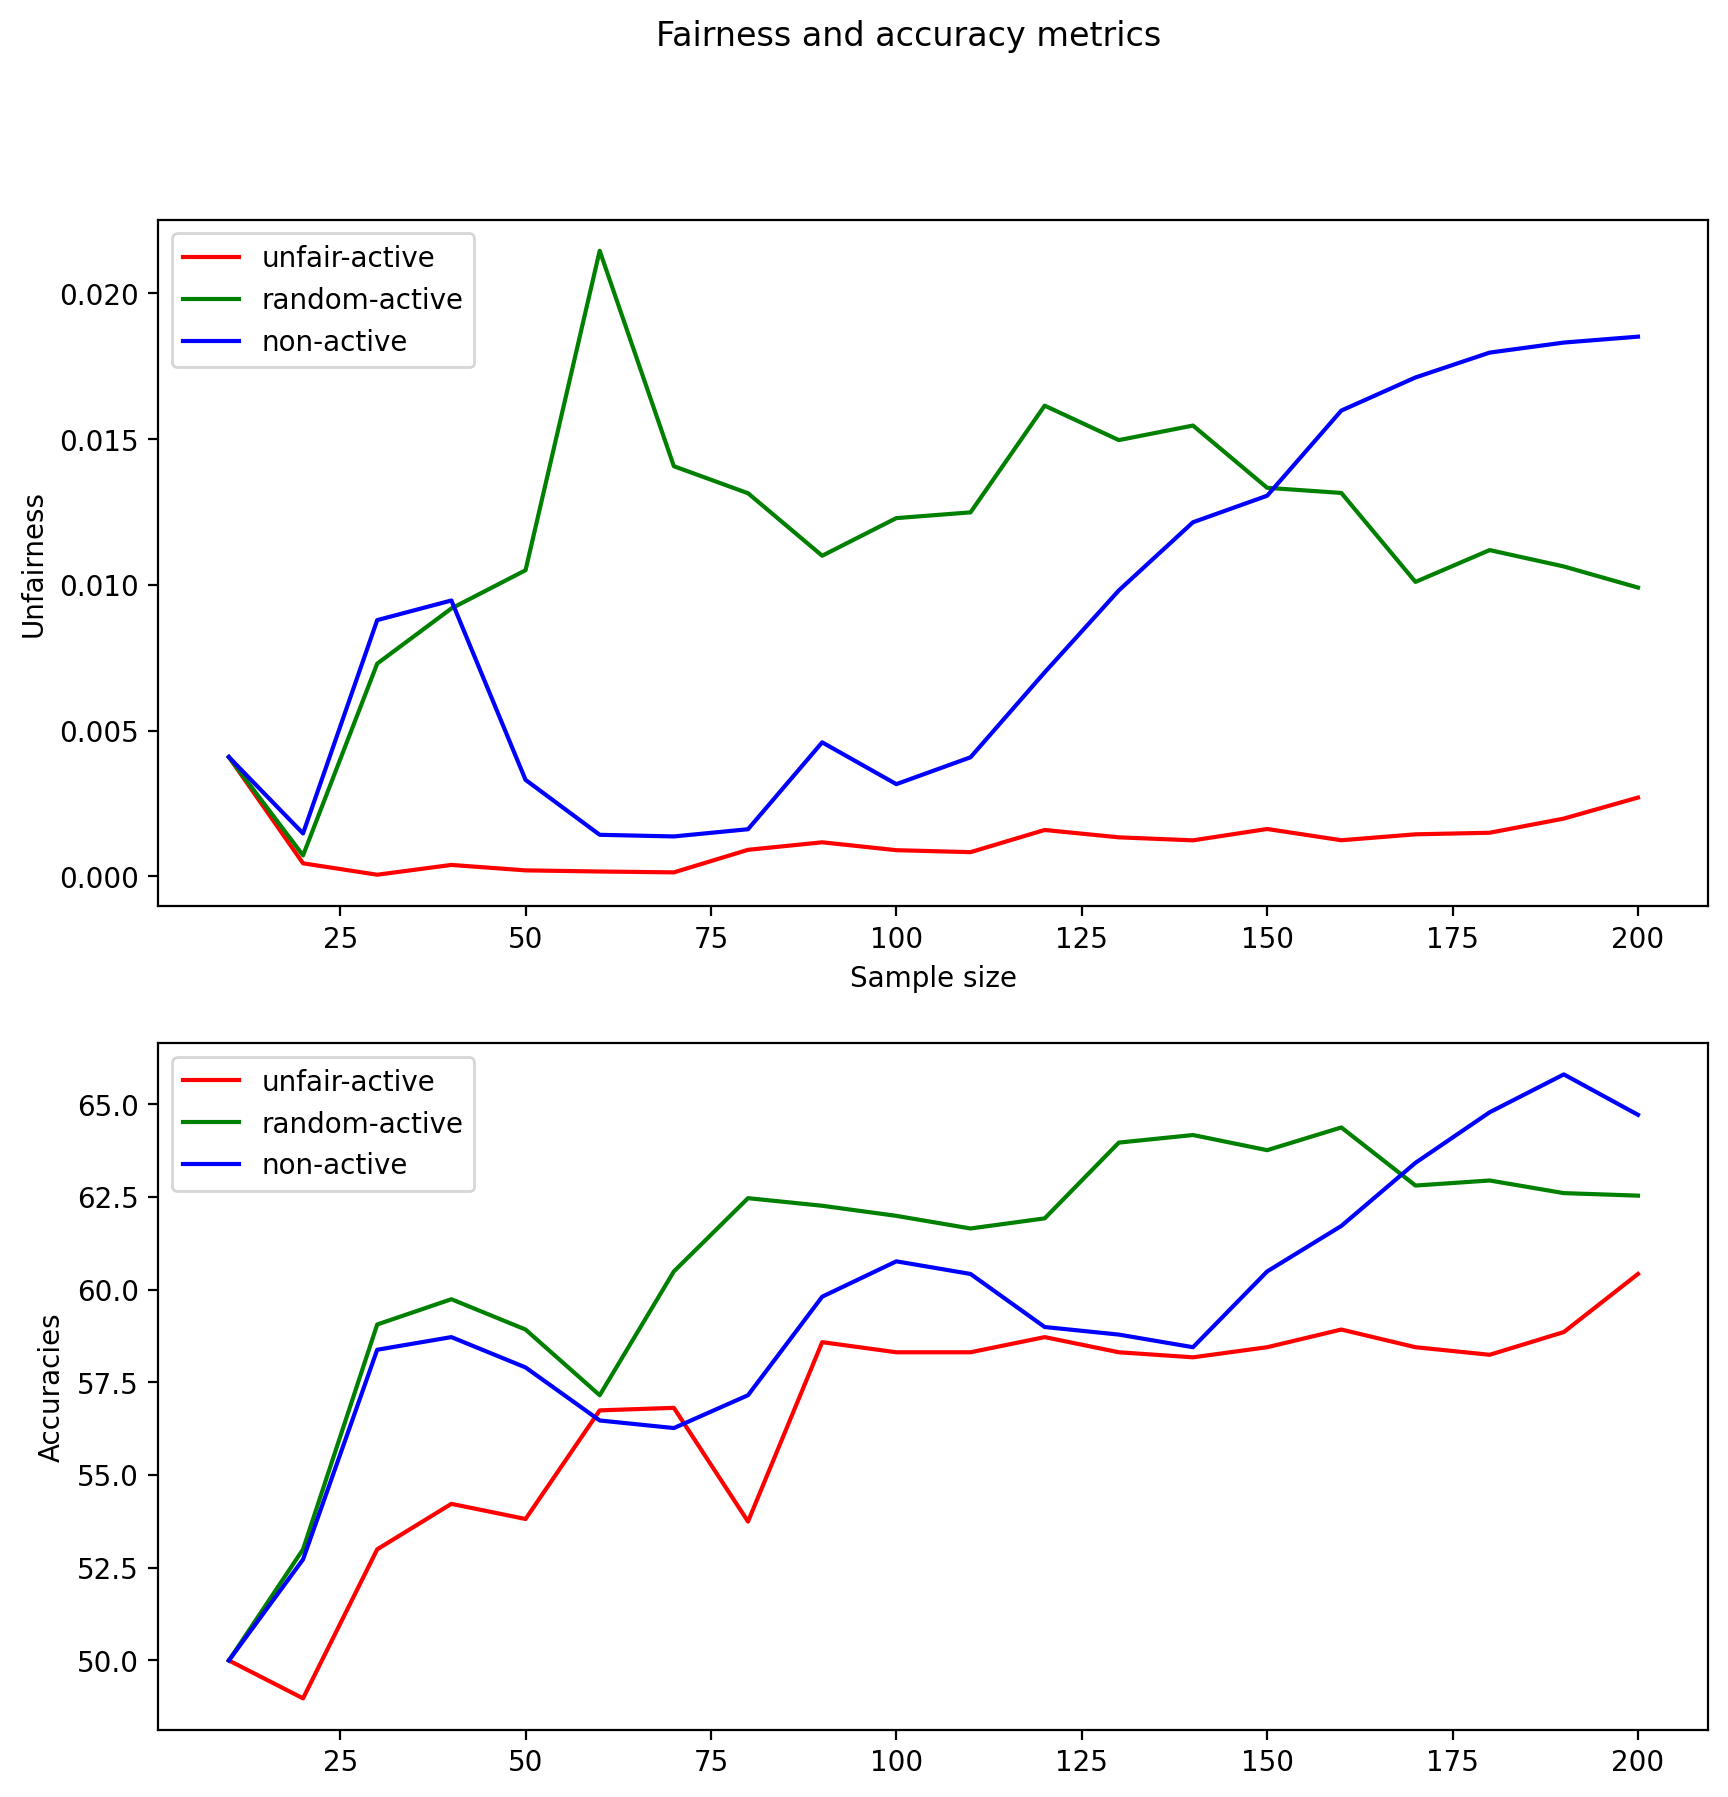 Fairness and accuracy metrics
unfair-active
random-active
non-active
0.020
0.015
0.010
0.005
0.000
Unfairness
25 50 75 100 125 150 175 200
Sample size
unfair-active
random-active
non-active
65.0
62.5
60.0
57.5
55.0
52.5
50.0
Accuracies
25 50 75 100 125 150 175 200